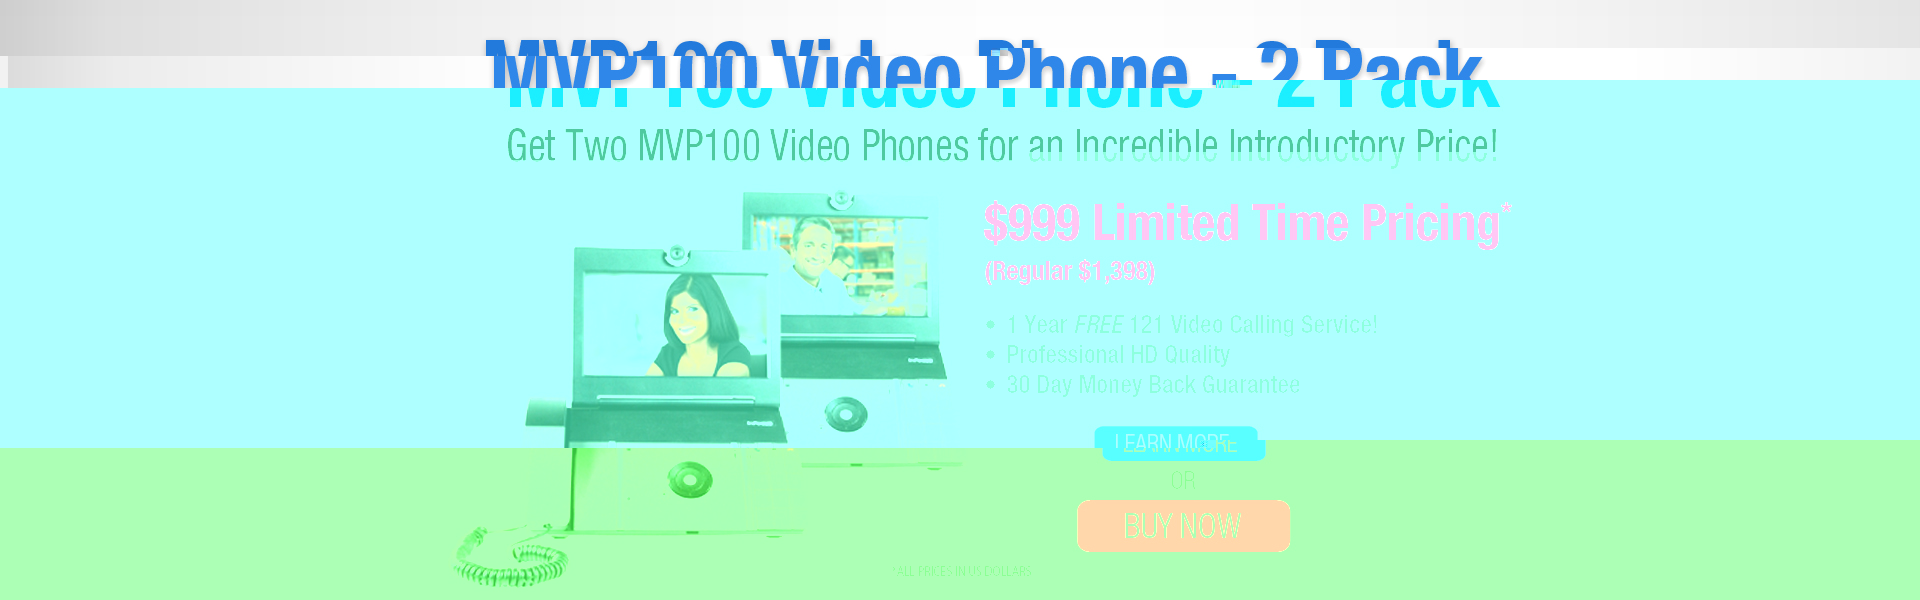 MVP100 Video Phone - 2 Pack
Get Two MVP100 Video Phones for an Incredible Introductory Price!
$999 Limited Time Pricing*
(Regular $1,398)
• 1 Year FREE 121 Video Calling Service!
• Professional HD Quality
• 30 Day Money Back Guarantee
LEARN MORE
OR
BUY NOW
*ALL PRICES IN US DOLLARS